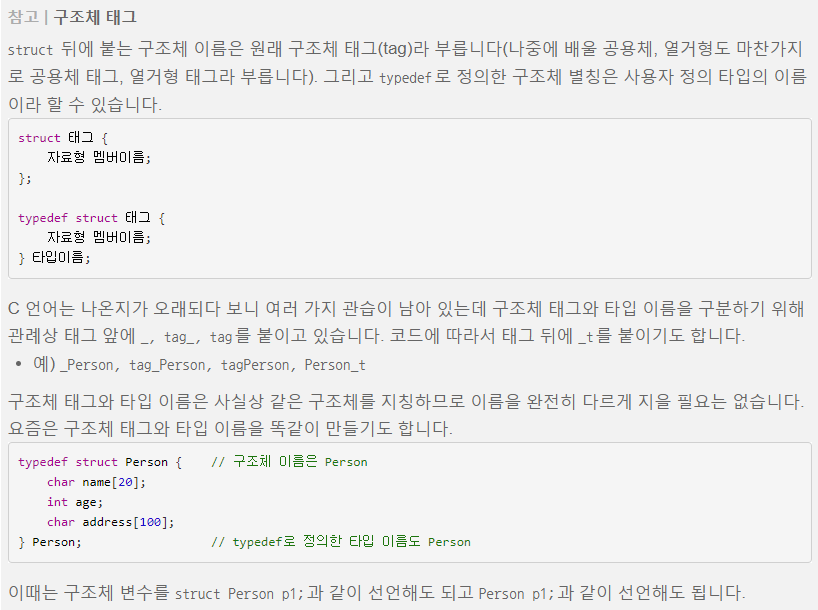 참고 | 구조체 태그
struct 뒤에 붙는 구조체 이름은 원래 구조체 태그(tag)라 부릅니다(나중에 배울 공용체, 열거형도 마찬가지
로 공용체 태그, 열거형 태그라 부릅니다). 그리고 typedef로 정의한 구조체 별칭은 사용자 정의 타입의 이름
이라 할 수 있습니다.
struct 태그 {
    자료형 멤버이름;
};
typedef struct 태그 {
    자료형 멤버이름;
} 타입이름;
C 언어는 나온지가 오래되다 보니 여러 가지 관습이 남아 있는데 구조체 태그와 타입 이름을 구분하기 위해
관례상 태그 앞에 _, tag_, tag를 붙이고 있습니다. 코드에 따라서 태그 뒤에 _t를 붙이기도 합니다.
• 예) _Person, tag_Person, tagPerson, Person_t
구조체 태그와 타입 이름은 사실상 같은 구조체를 지칭하므로 이름을 완전히 다르게 지을 필요는 없습니다.
요즘은 구조체 태그와 타입 이름을 똑같이 만들기도 합니다.
typedef struct Person {    // 구조체 이름은 Person
    char name[20];
    int age;
    char address[100];
} Person;                  // typedef로 정의한 타입 이름도 Person
이때는 구조체 변수를 struct Person p1;과 같이 선언해도 되고 Person p1;과 같이 선언해도 됩니다.